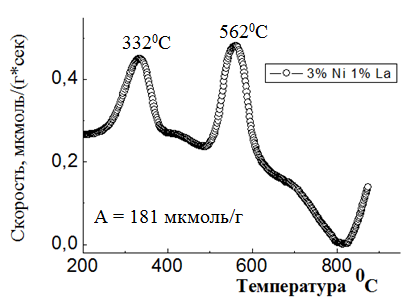 332⁰C
562⁰C
3% Ni 1% La
Скорость, мкмоль/(г*сек)
0,4
0,2
0,0
A = 181 мкмоль/г
200 400 600 800
Температура ⁰C